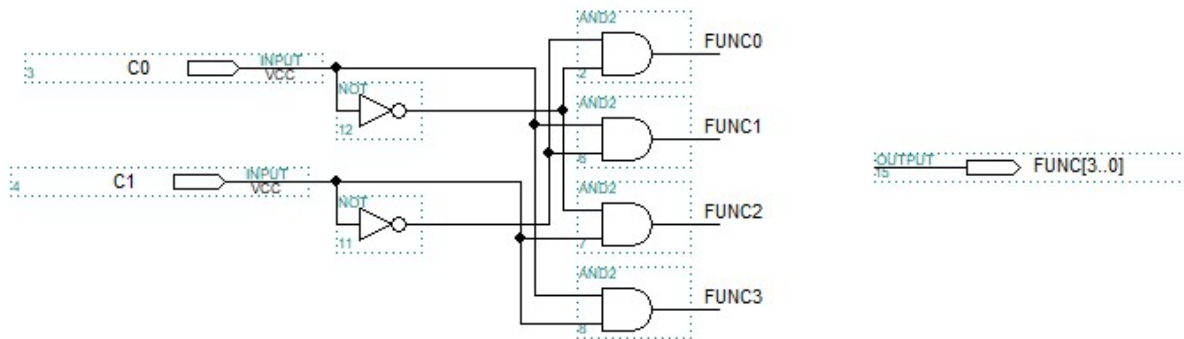 AND2
FUNC0
2
INPUT
VCC
C0
3
NOT
12
AND2
FUNC1
6
OUTPUT
15
FUNC[3..0]
INPUT
VCC
C1
4
NOT
11
AND2
FUNC2
7
AND2
FUNC3
8